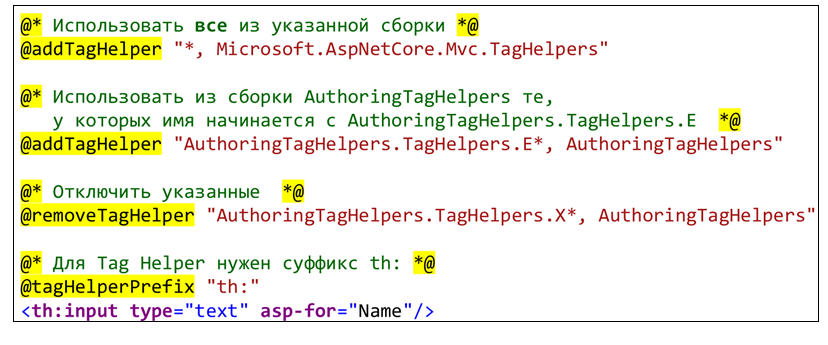 @* Использовать все из указанной сборки *@
@addTagHelper "*, Microsoft.AspNetCore.Mvc.TagHelpers"
@* Использовать из сборки AuthoringTagHelpers те,
у которых имя начинается с AuthoringTagHelpers.TagHelpers.E *@
@addTagHelper "AuthoringTagHelpers.TagHelpers.E*, AuthoringTagHelpers"
@* Отключить указанные *@
@removeTagHelper "AuthoringTagHelpers.TagHelpers.X*, AuthoringTagHelpers"
@* Для Tag Helper нужен суффикс th: *@
@tagHelperPrefix "th:"
<th:input type="text" asp-for="Name"/>